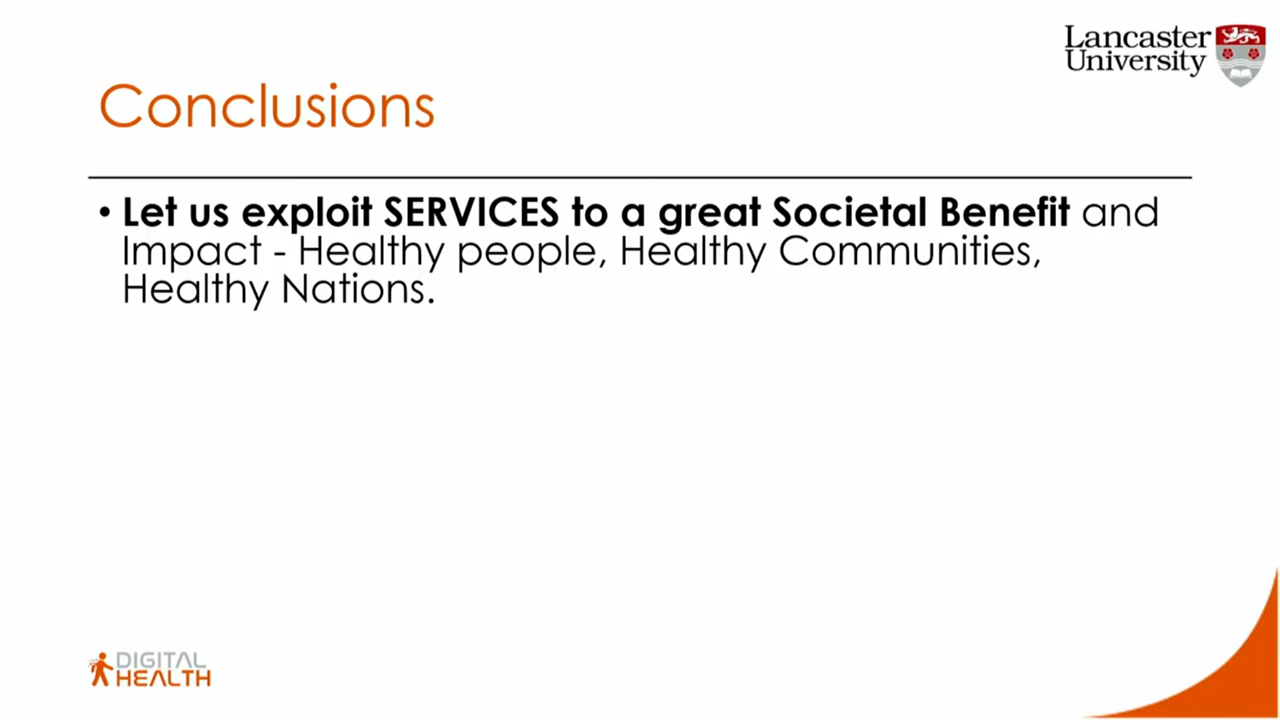 Lancaster
University
Conclusions
• Let us exploit SERVICES to a great Societal Benefit and
Impact - Healthy people, Healthy Communities,
Healthy Nations.
DIGITAL
HEALTH